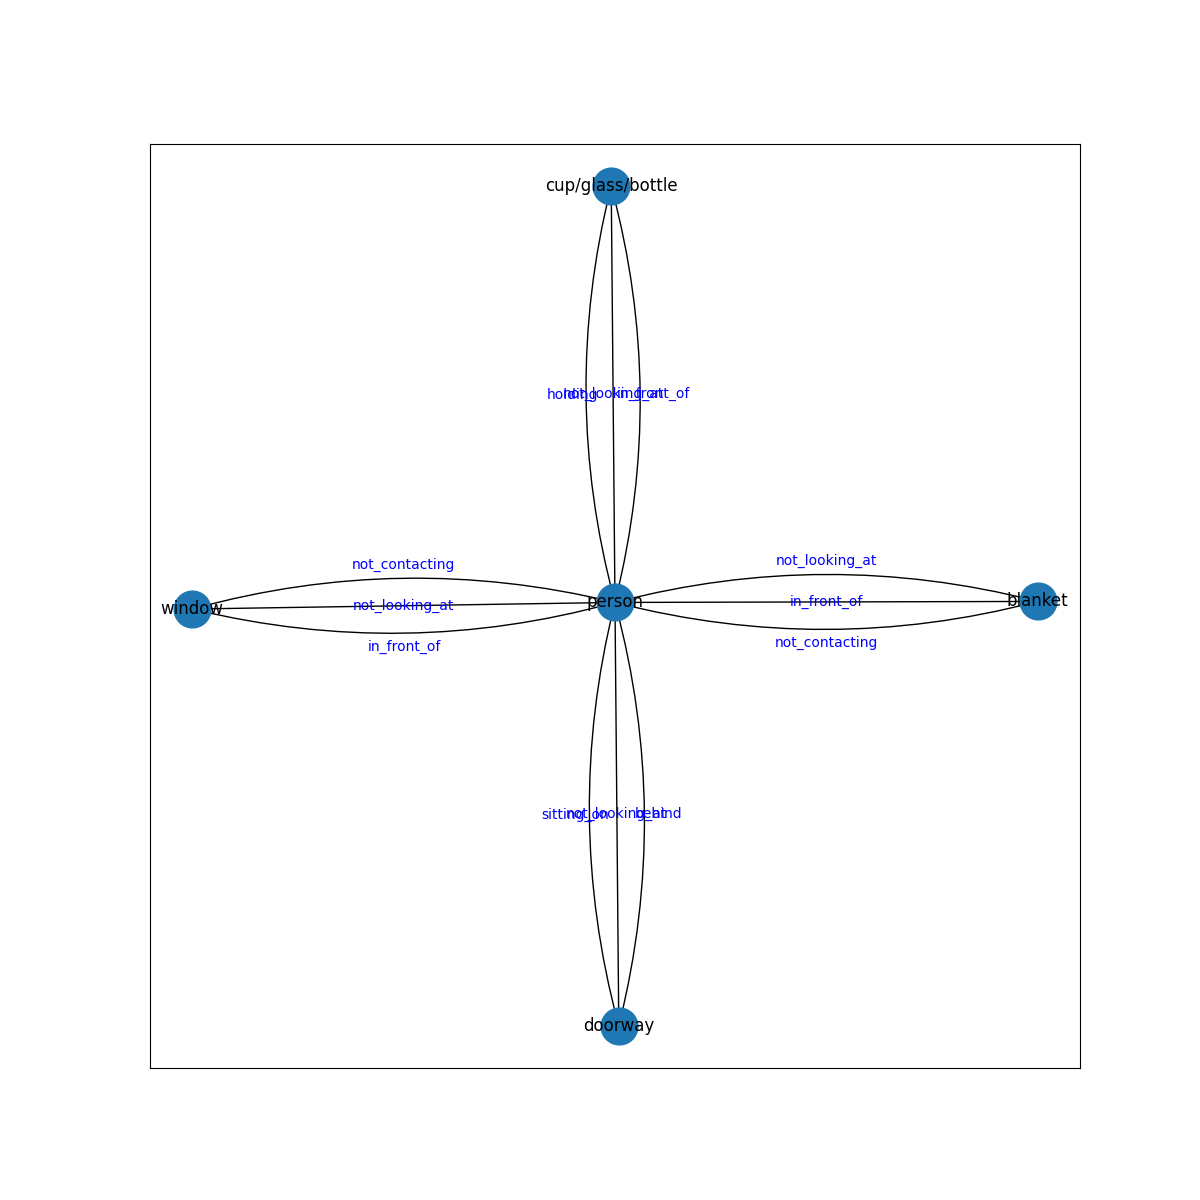 cup/glass/bottle
holding
not_looking_at
in_front_of
not_contacting
not_looking_at
in_front_of
window
person
not_looking_at
in_front_of
not_contacting
blanket
sitting_on
not_looking_at
behind
doorway